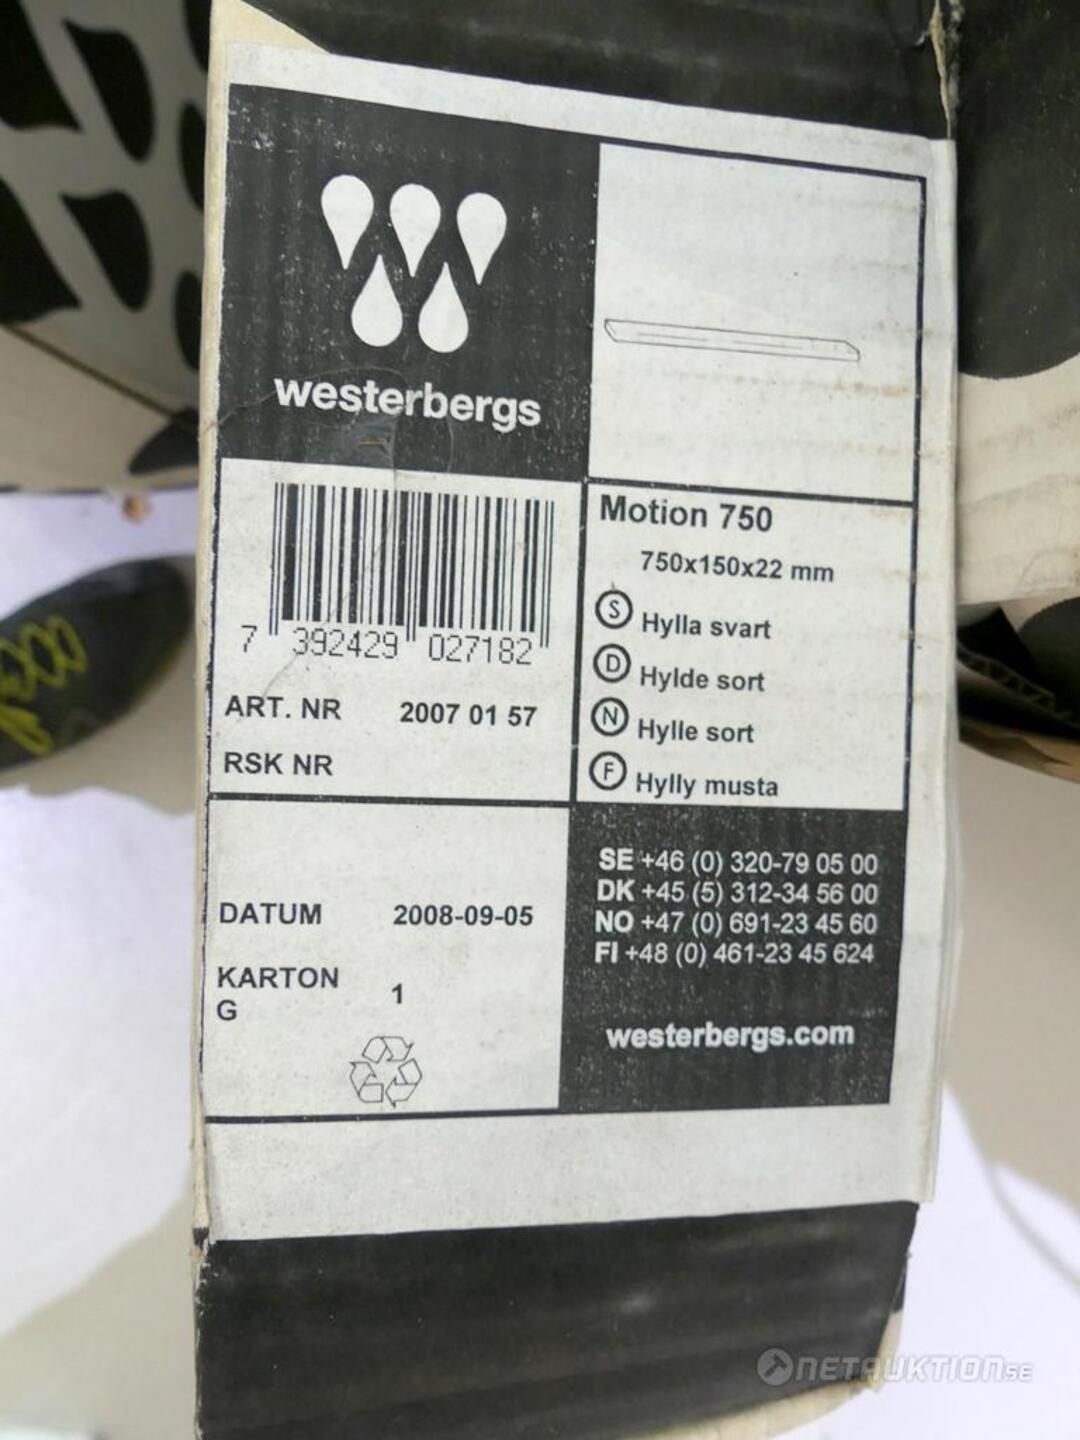 westerbergs
7 392429 027182
ART. NR 2007 01 57
RSK NR
Motion 750
750x150x22 mm
S Hylla svart
D Hylde sort
N Hylle sort
F Hylly musta
DATUM 2008-09-05
KARTON
G 1
SE +46 (0) 320-79 05 00
DK +45 (5) 312-34 56 00
NO +47 (0) 691-23 45 60
FI +48 (0) 461-23 45 624
westerbergs.com
NETAUKTION.SE